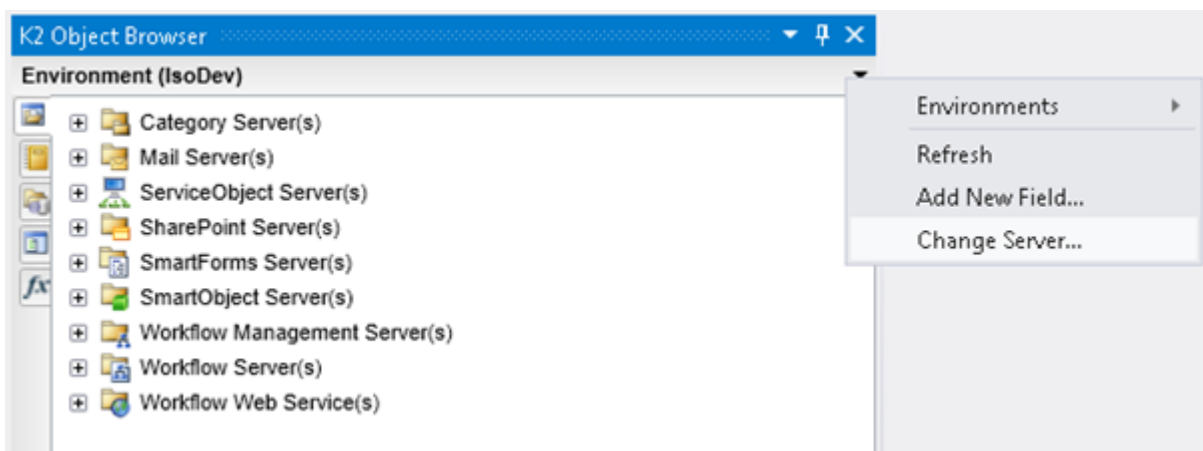 K2 Object Browser
Environment (IsoDev)
Category Server(s)
Mail Server(s)
ServiceObject Server(s)
SharePoint Server(s)
SmartForms Server(s)
SmartObject Server(s)
Workflow Management Server(s)
Workflow Server(s)
Workflow Web Service(s)
fx
Environments
Refresh
Add New Field...
Change Server...